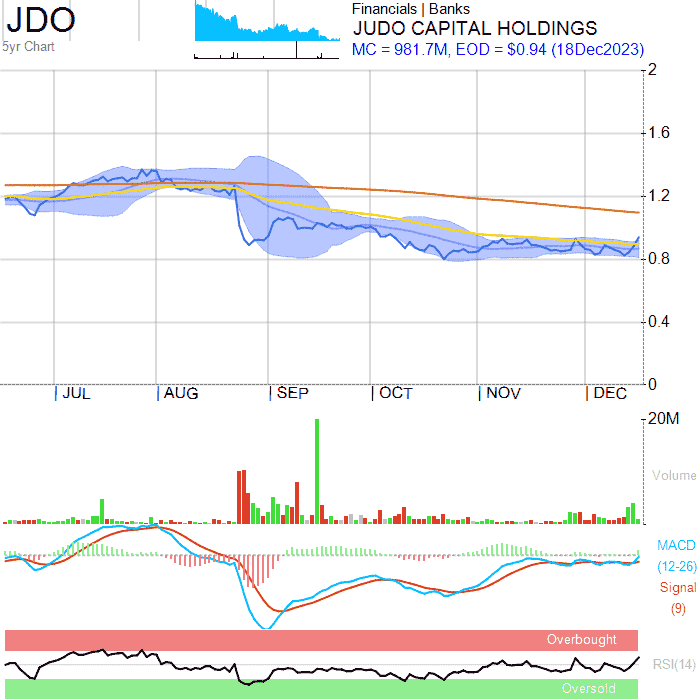 JDO
5yr Chart
Financials | Banks
JUDO CAPITAL HOLDINGS
MC = 981.7M, EOD = $0.94 (18Dec2023)
2
1.6
1.2
0.8
0.4
0
JUL AUG SEP OCT NOV DEC
20M
Volume
MACD
(12-26)
Signal
(9)
Overbought
RSI(14)
Oversold